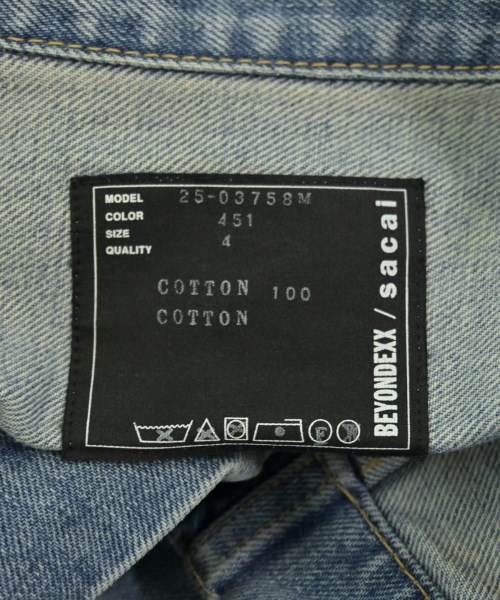 MODEL 25-03758M
COLOR 451
SIZE 4
QUALITY
COTTON 100
COTTON
BEYONDEXX / sacai
P